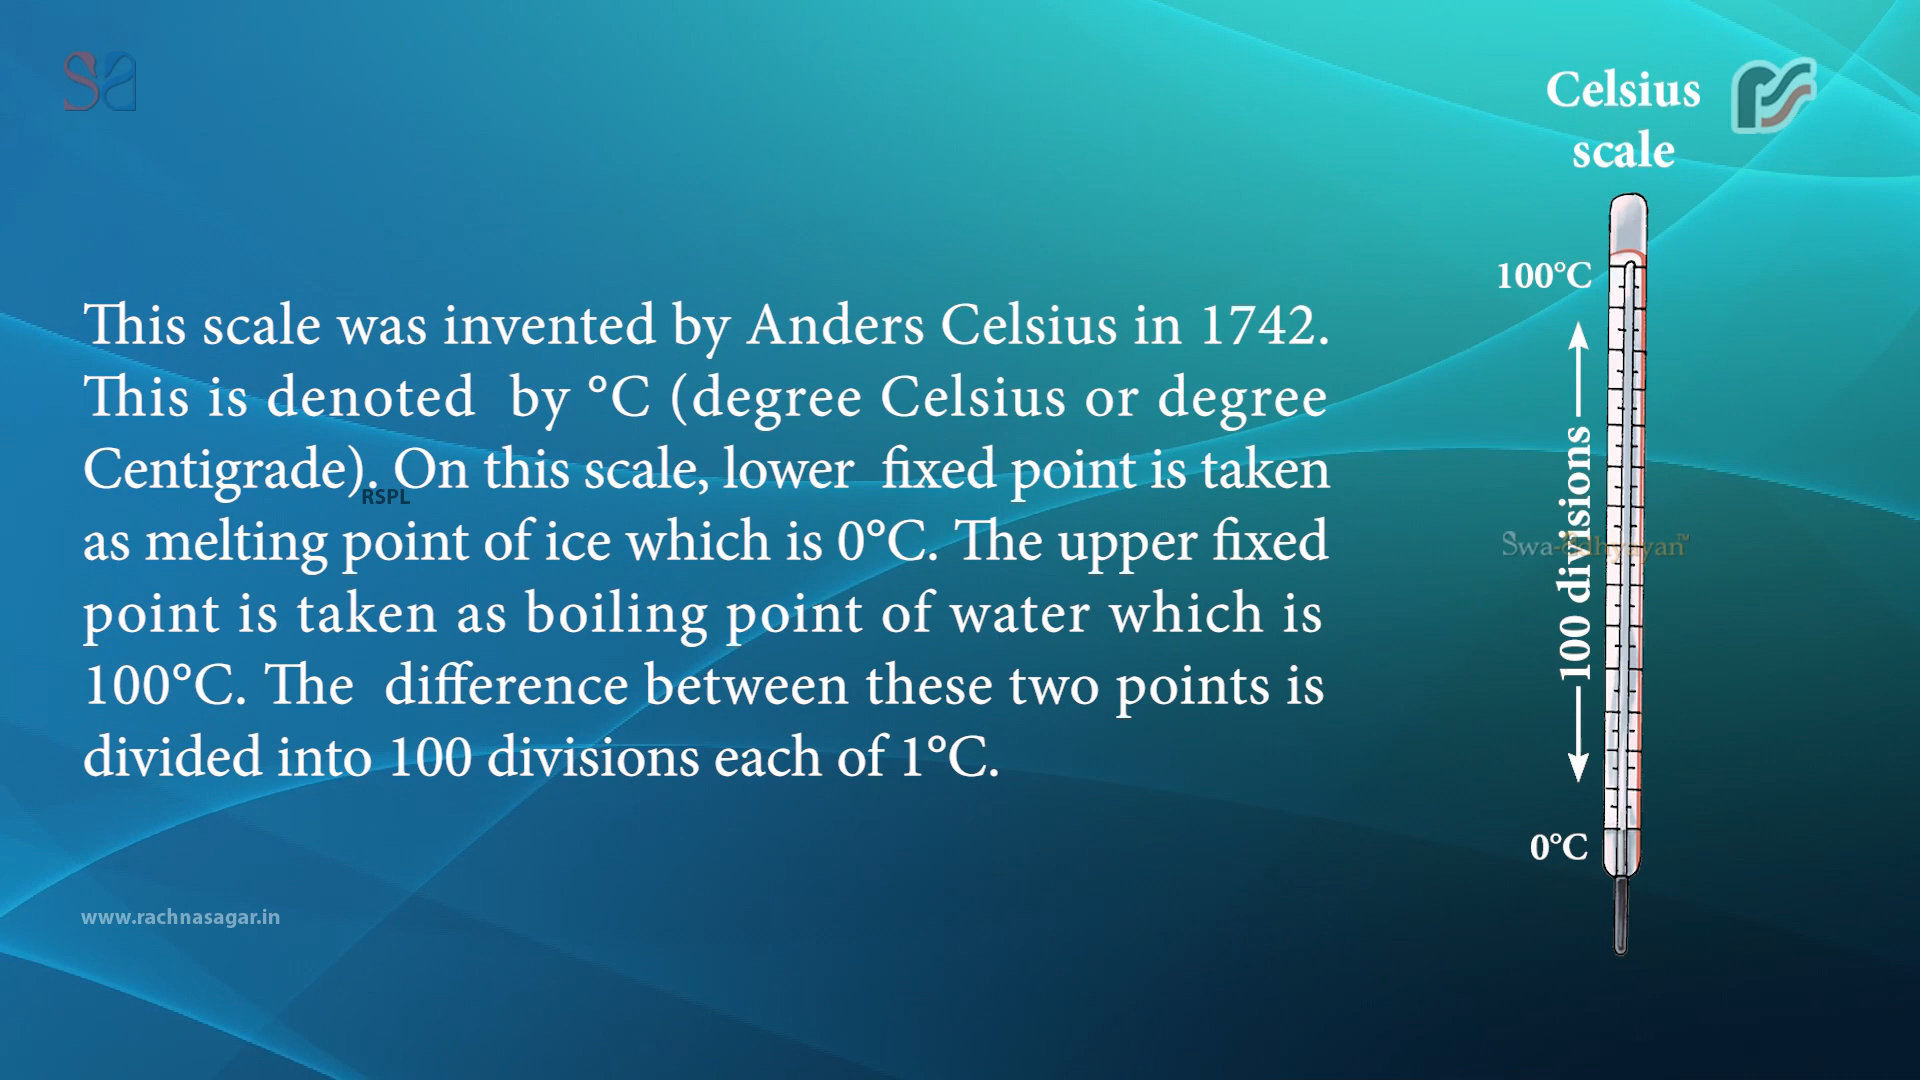 sa
Celsius
scale
100°C
This scale was invented by Anders Celsius in 1742.
This is denoted by °C (degree Celsius or degree
Centigrade). On this scale, lower fixed point is taken
RSPL
as melting point of ice which is 0°C. The upper fixed
point is taken as boiling point of water which is
100°C. The difference between these two points is
divided into 100 divisions each of 1°C.
100 divisions
Swa-adhyayan™
0°C
www.rachnasagar.in